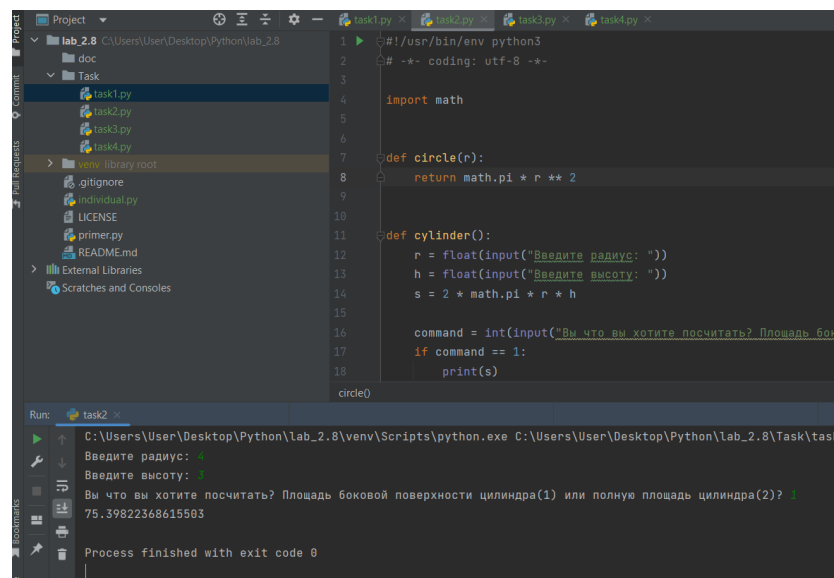 Project
task1.py
task2.py
task3.py
task4.py
Project
Commit
Pull Requests
Bookmarks
lab_2.8 C:\Users\User\Desktop\Python\lab_2.8
doc
Task
task1.py
task2.py
task3.py
task4.py
venv library root
.gitignore
individual.py
LICENSE
primer.py
README.md
External Libraries
Scratches and Consoles
1 #!/usr/bin/env python3
2 # -*- coding: utf-8 -*-
3
4 import math
5
6
7 def circle(r):
8 return math.pi * r ** 2
9
10
11 def cylinder():
12 r = float(input("Введите радиус: "))
13 h = float(input("Введите высоту: "))
14 s = 2 * math.pi * r * h
15
16 command = int(input("Вы что вы хотите посчитать? Площадь бок
17 if command == 1:
18 print(s)
circle()
Run: task2
C:\Users\User\Desktop\Python\lab_2.8\venv\Scripts\python.exe C:\Users\User\Desktop\Python\lab_2.8\Task\tas
Введите радиус: 4
Введите высоту: 3
Вы что вы хотите посчитать? Площадь боковой поверхности цилиндра(1) или полную площадь цилиндра(2)? 1
75.39822368615503
Process finished with exit code 0